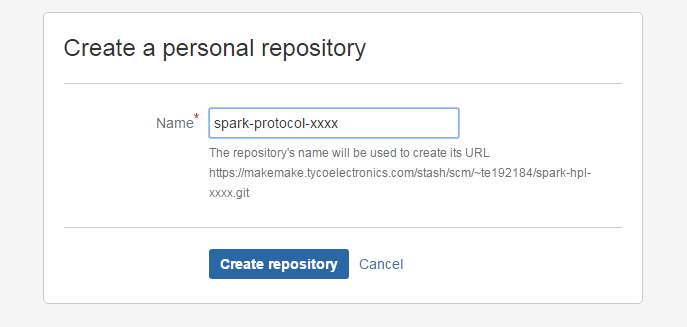 Create a personal repository
Name*
spark-protocol-xxxx
The repository's name will be used to create its URL
https://makemake.tycoelectronics.com/stash/scm/~te192184/spark-hpl-
xxxx.git
Create repository Cancel